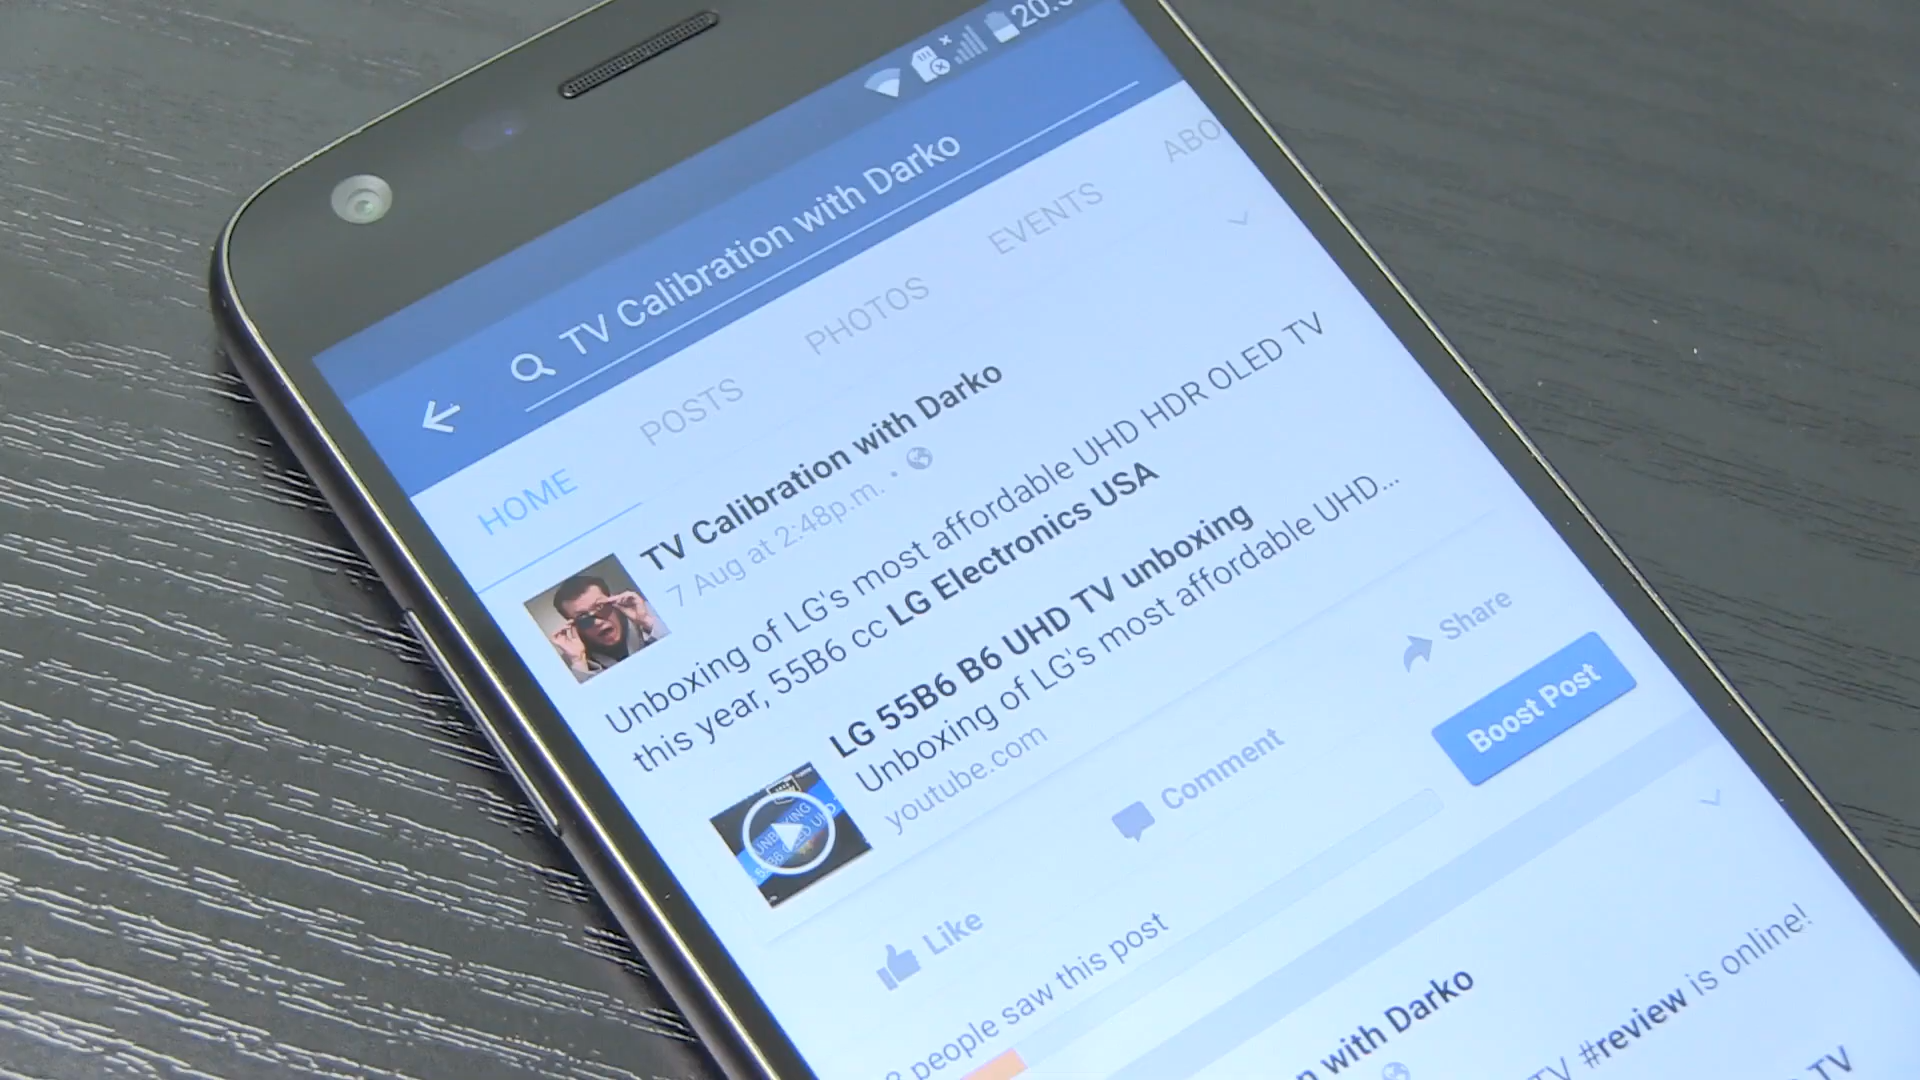 TV Calibration with Darko
HOME POSTS PHOTOS EVENTS ABO
TV Calibration with Darko
7 Aug at 2:48p.m. ·
Unboxing of LG's most affordable UHD HDR OLED TV
this year, 55B6 cc LG Electronics USA
LG 55B6 B6 UHD TV unboxing
Unboxing of LG's most affordable UHD...
youtube.com
UNBOXING
Like Comment Share
people saw this post
Boost Post
with Darko
TV #review is online!
TV